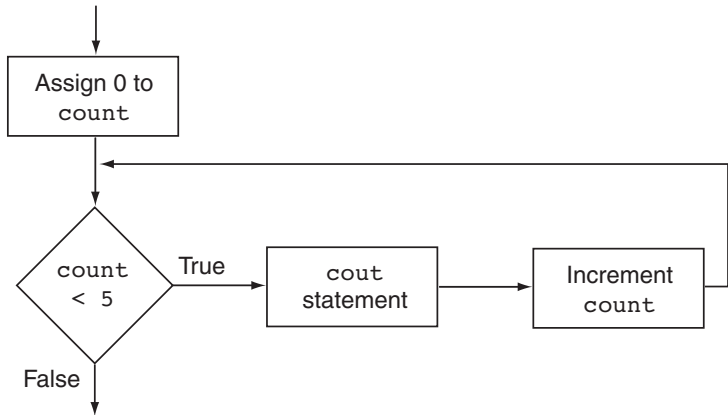 Assign 0 to
count
count
< 5
True
cout
statement
Increment
count
False